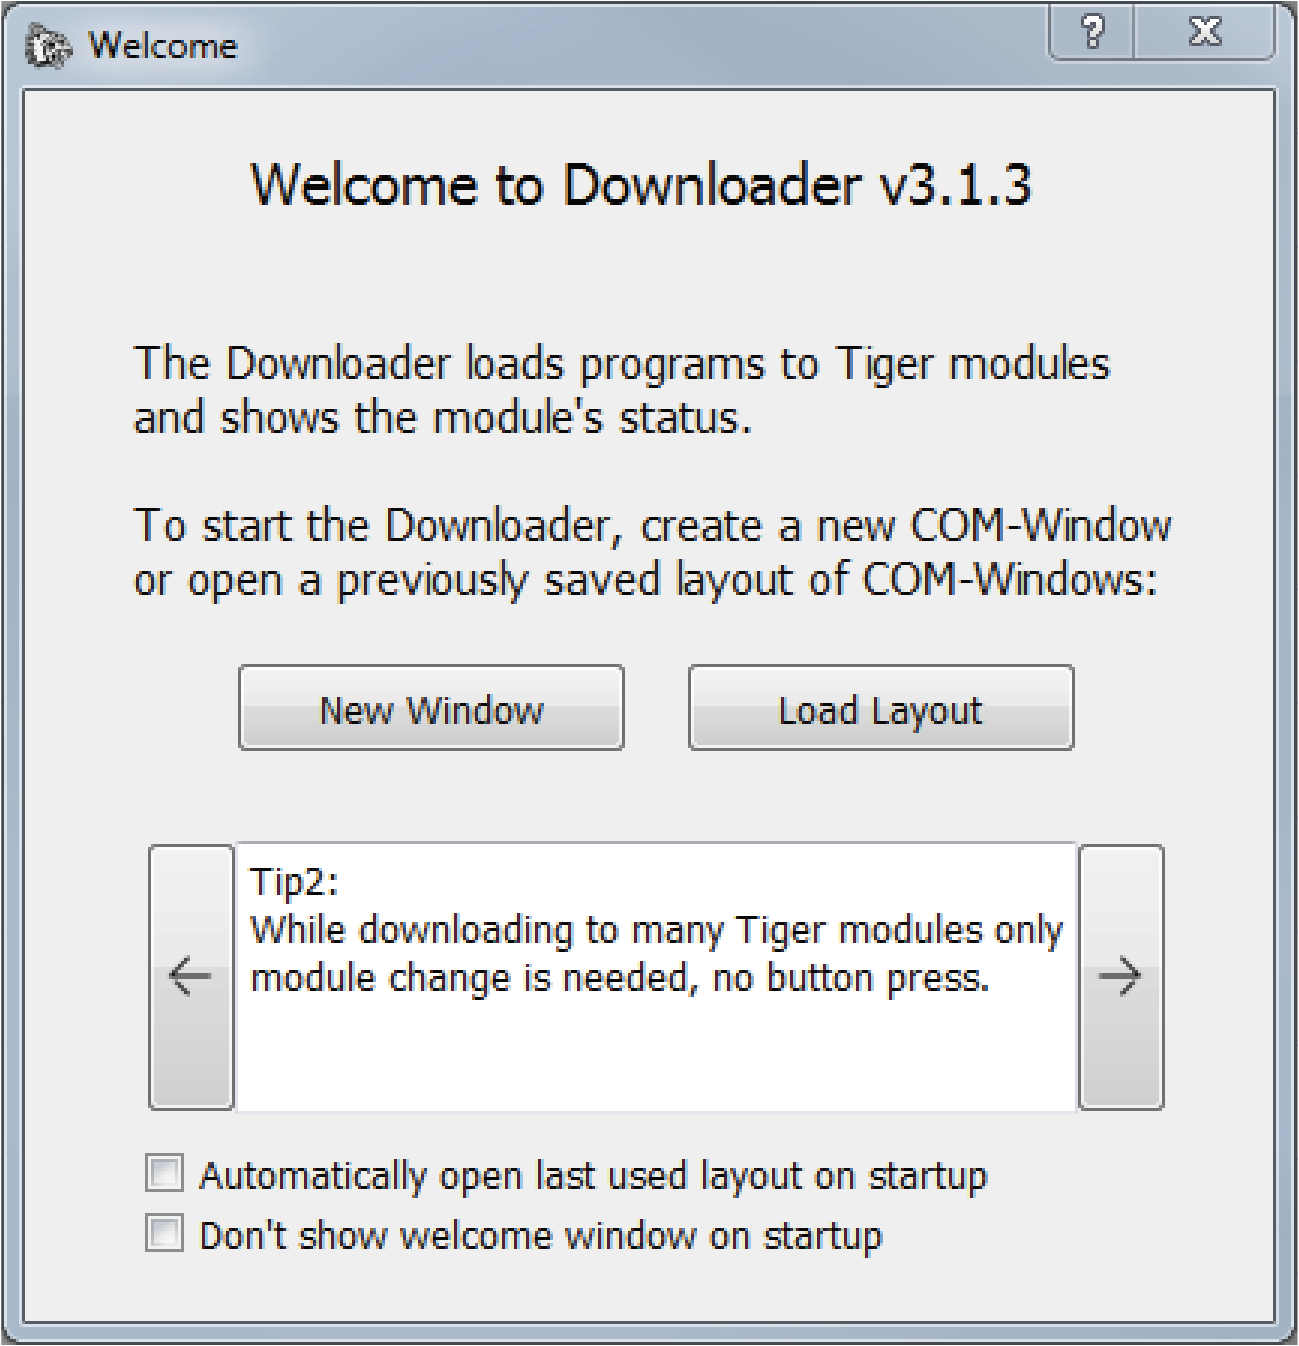 Welcome
?
Welcome to Downloader v3.1.3
The Downloader loads programs to Tiger modules
and shows the module's status.
To start the Downloader, create a new COM-Window
or open a previously saved layout of COM-Windows:
New Window
Load Layout
Tip2:
While downloading to many Tiger modules only
module change is needed, no button press.
Automatically open last used layout on startup
Don't show welcome window on startup